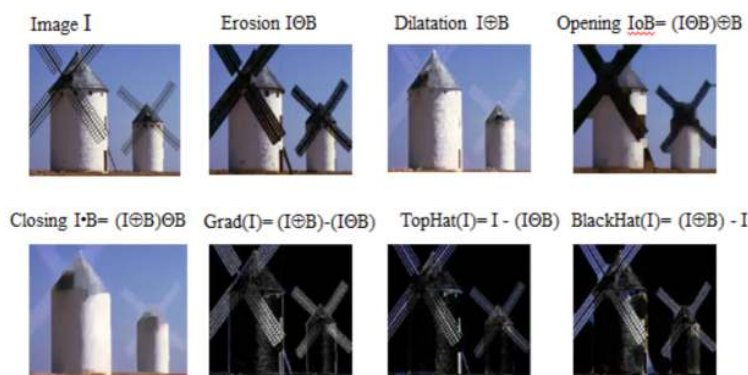 Image I
Erosion IΘB
Dilatation I⊕B
Opening IoB= (IΘB)⊕B
Closing I•B= (I⊕B)ΘB
Grad(I)= (I⊕B)-(IΘB)
TopHat(I)= I - (IΘB)
BlackHat(I)= (I⊕B) - I